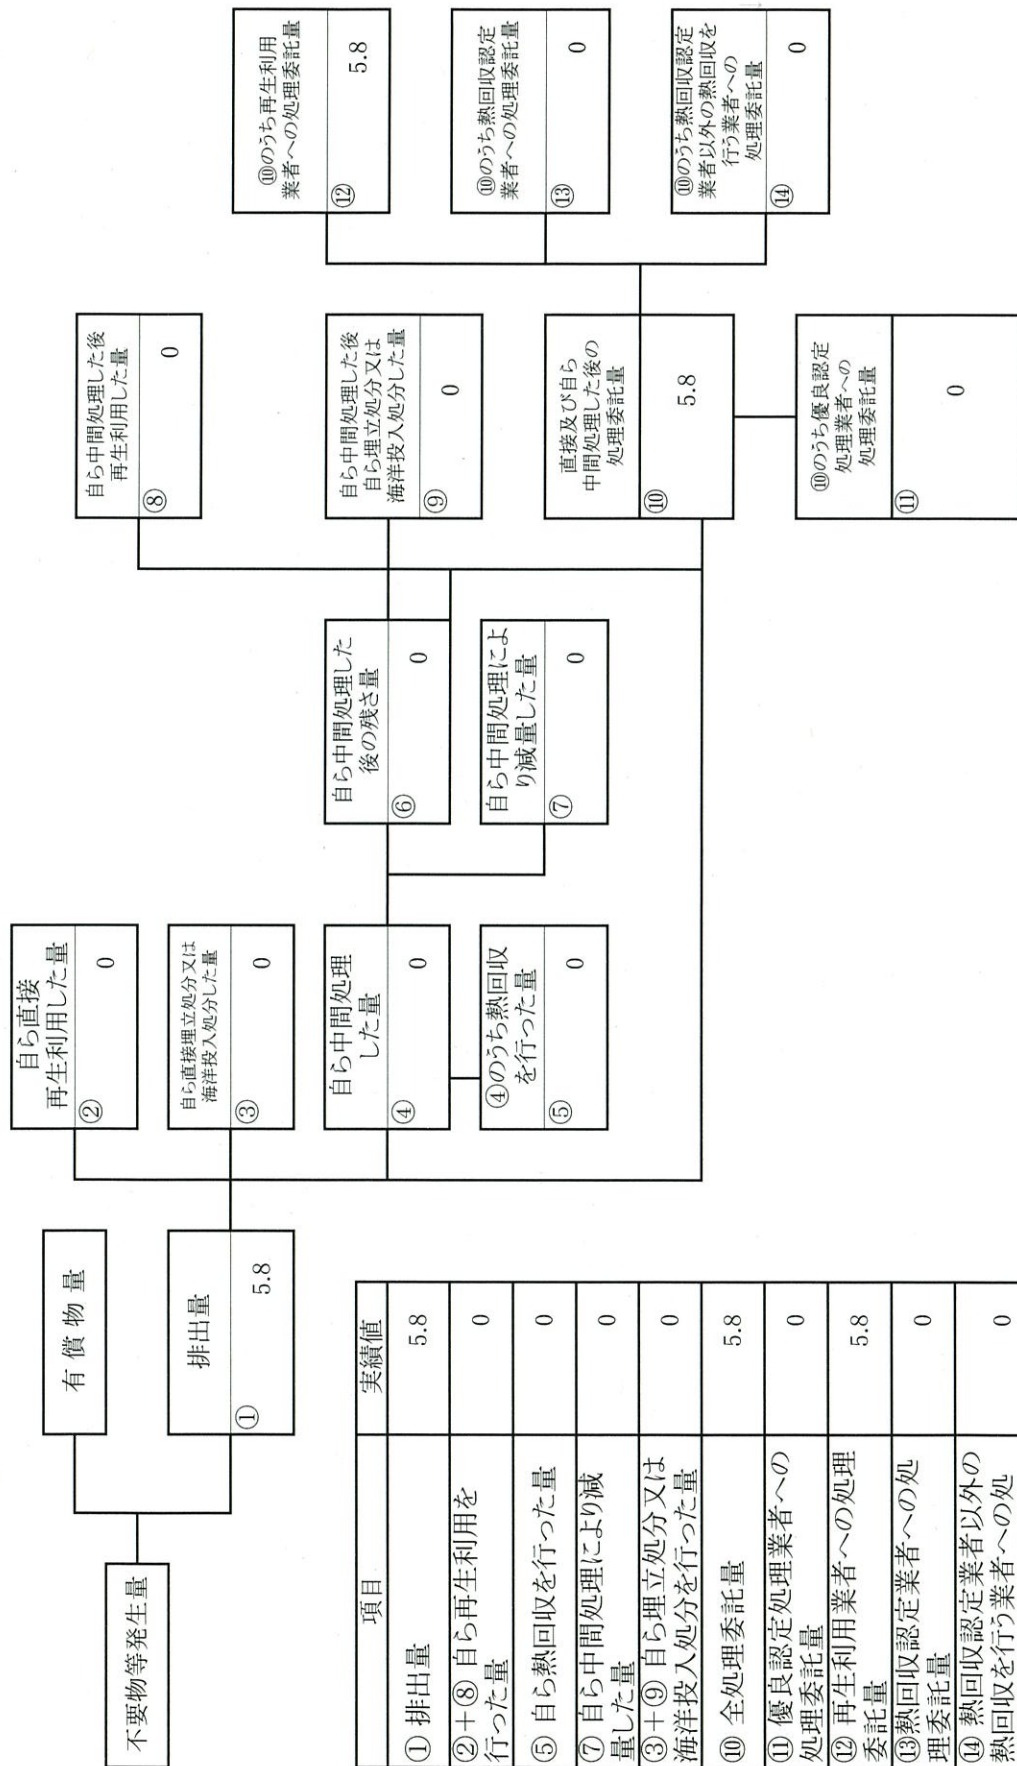 不要物等発生量
有償物量
排出量
① 5.8
自ら直接
再生利用した量
② 0
自ら直接埋立処分又は
海洋投入処分した量
③ 0
自ら中間処理
した量
④ 0
④のうち熱回収
を行った量
⑤ 0
自ら中間処理した
後の残さ量
⑥ 0
自ら中間処理によ
り減量した量
⑦ 0
自ら中間処理した後
再生利用した量
⑧ 0
自ら中間処理した後
自ら埋立処分又は
海洋投入処分した量
⑨ 0
直接及び自ら
中間処理した後の
処理委託量
⑩ 5.8
⑩のうち優良認定
処理業者への
処理委託量
⑪ 0
⑩のうち再生利用
業者への処理委託量
⑫ 5.8
⑩のうち熱回収認定
業者への処理委託量
⑬ 0
⑩のうち熱回収認定
業者以外の熱回収を
行う業者への
処理委託量
⑭ 0
項目 実績値
① 排出量 5.8
②+⑧ 自ら再生利用を
行った量 0
⑤ 自ら熱回収を行った量 0
⑦ 自ら中間処理により減
量した量 0
③+⑨ 自ら埋立処分又は
海洋投入処分を行った量 0
⑩ 全処理委託量 5.8
⑪ 優良認定処理業者への
処理委託量 0
⑫ 再生利用業者への処理
委託量 5.8
⑬熱回収認定業者への処
理委託量 0
⑭ 熱回収認定業者以外の
熱回収を行う業者への処 0